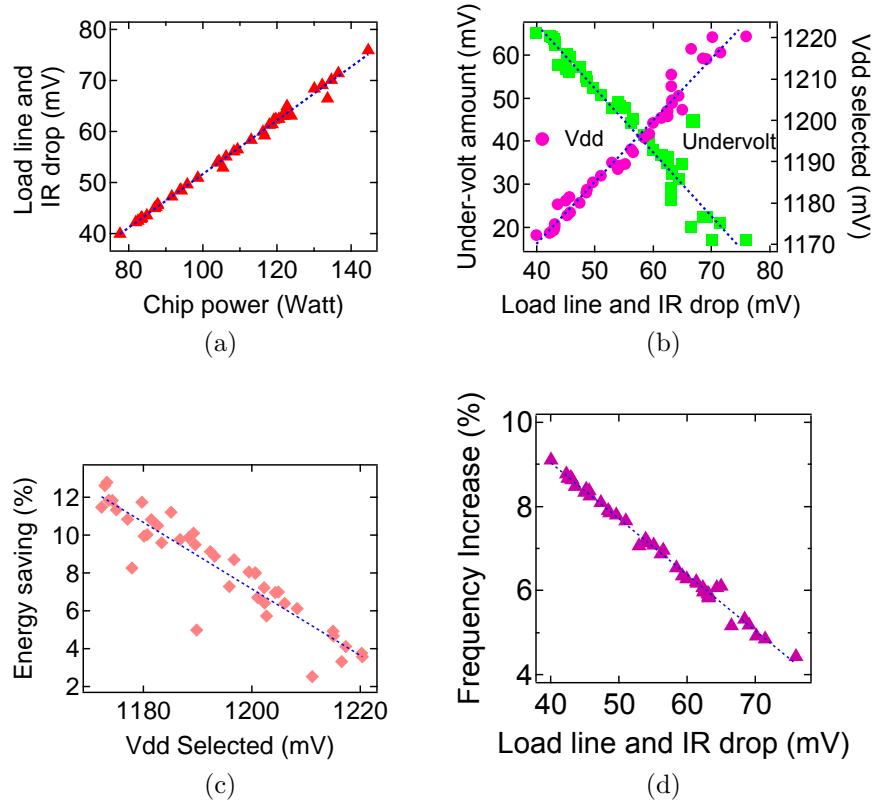 Load line and
IR drop (mV)
80
70
60
50
40
80
100
120
140
Chip power (Watt)
(a)
Under-volt amount (mV)
60
50
40
30
20
Vdd
Undervolt
1220
1210
1200
1190
1180
1170
Vdd selected (mV)
40
50
60
70
80
Load line and IR drop (mV)
(b)
Energy saving (%)
12
10
8
6
4
2
1180
1200
1220
Vdd Selected (mV)
(c)
Frequency Increase (%)
10
8
6
4
40
50
60
70
Load line and IR drop (mV)
(d)